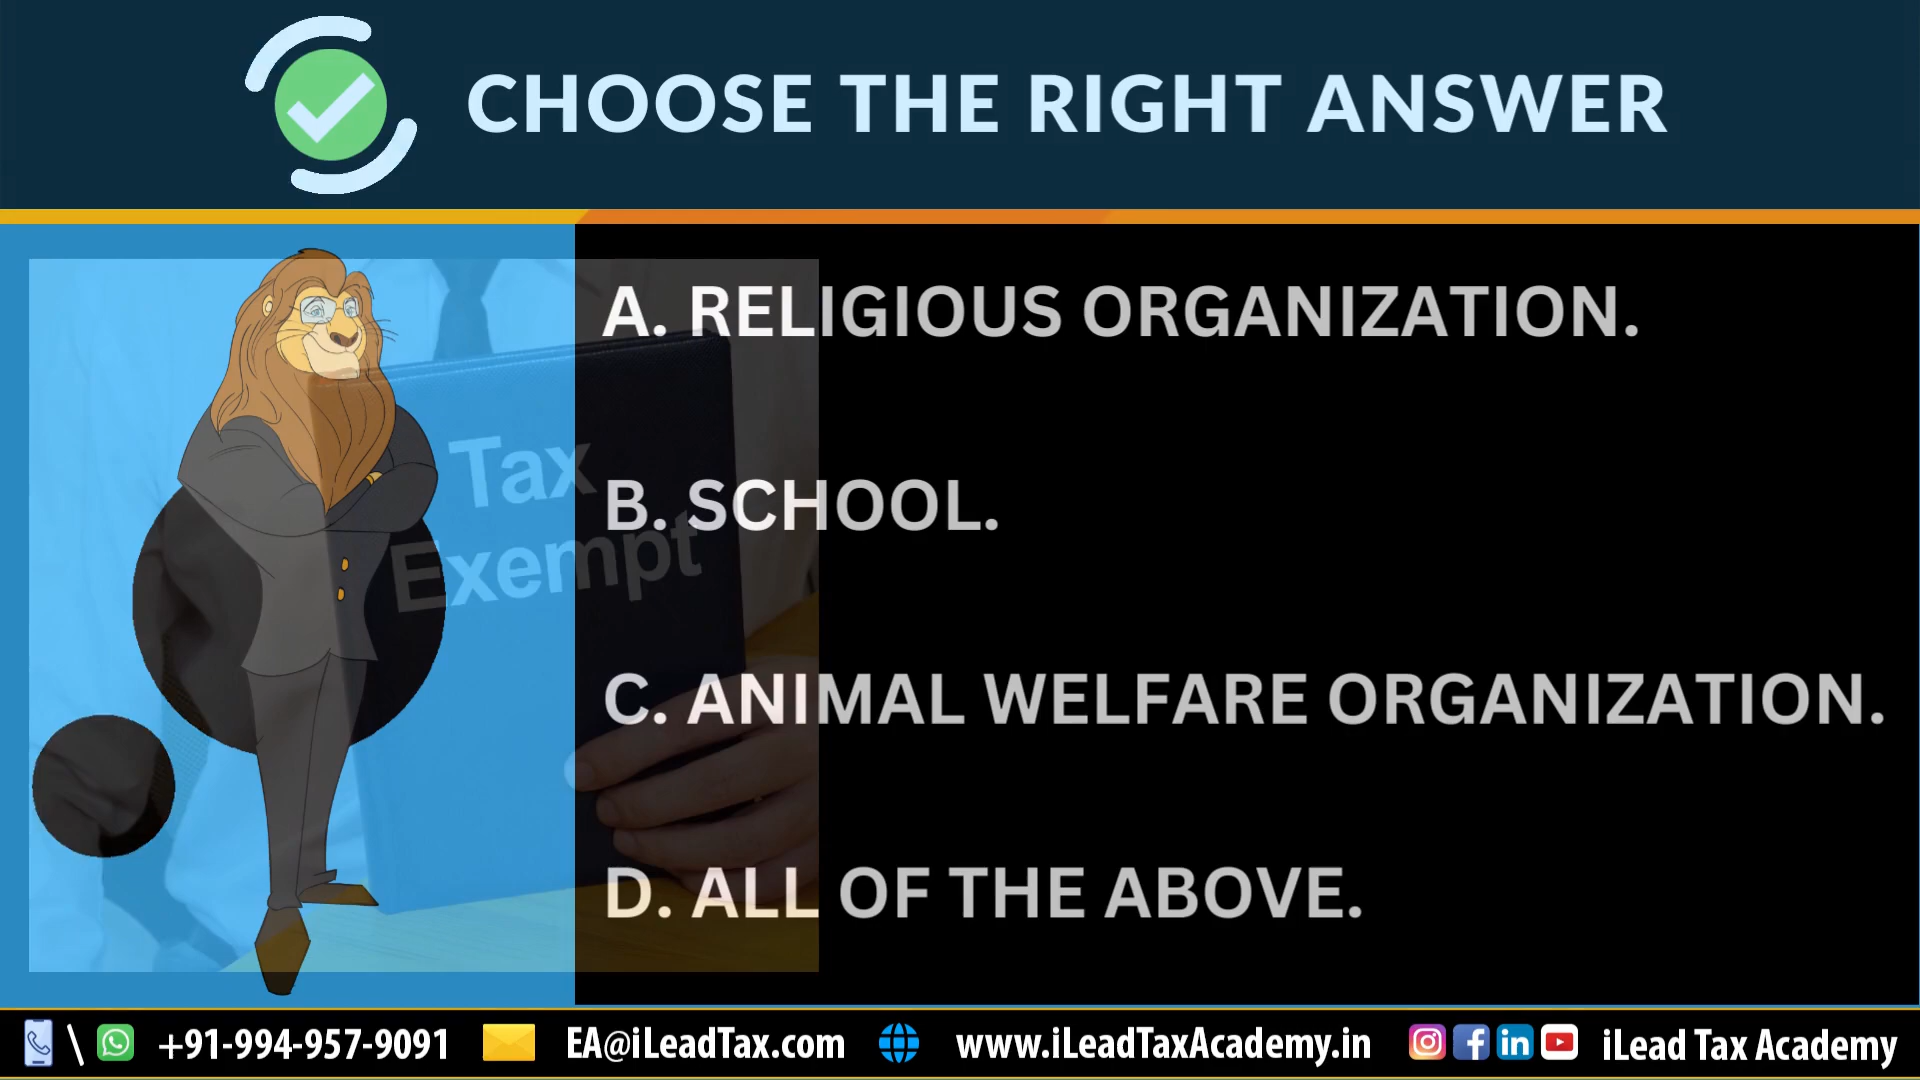 CHOOSE THE RIGHT ANSWER
A. RELIGIOUS ORGANIZATION.
Tax
B. SCHOOL.
Exempt
C. ANIMAL WELFARE ORGANIZATION.
D. ALL OF THE ABOVE.
\ +91-994-957-9091 EA@iLeadTax.com www.iLeadTaxAcademy.in iLead Tax Academy